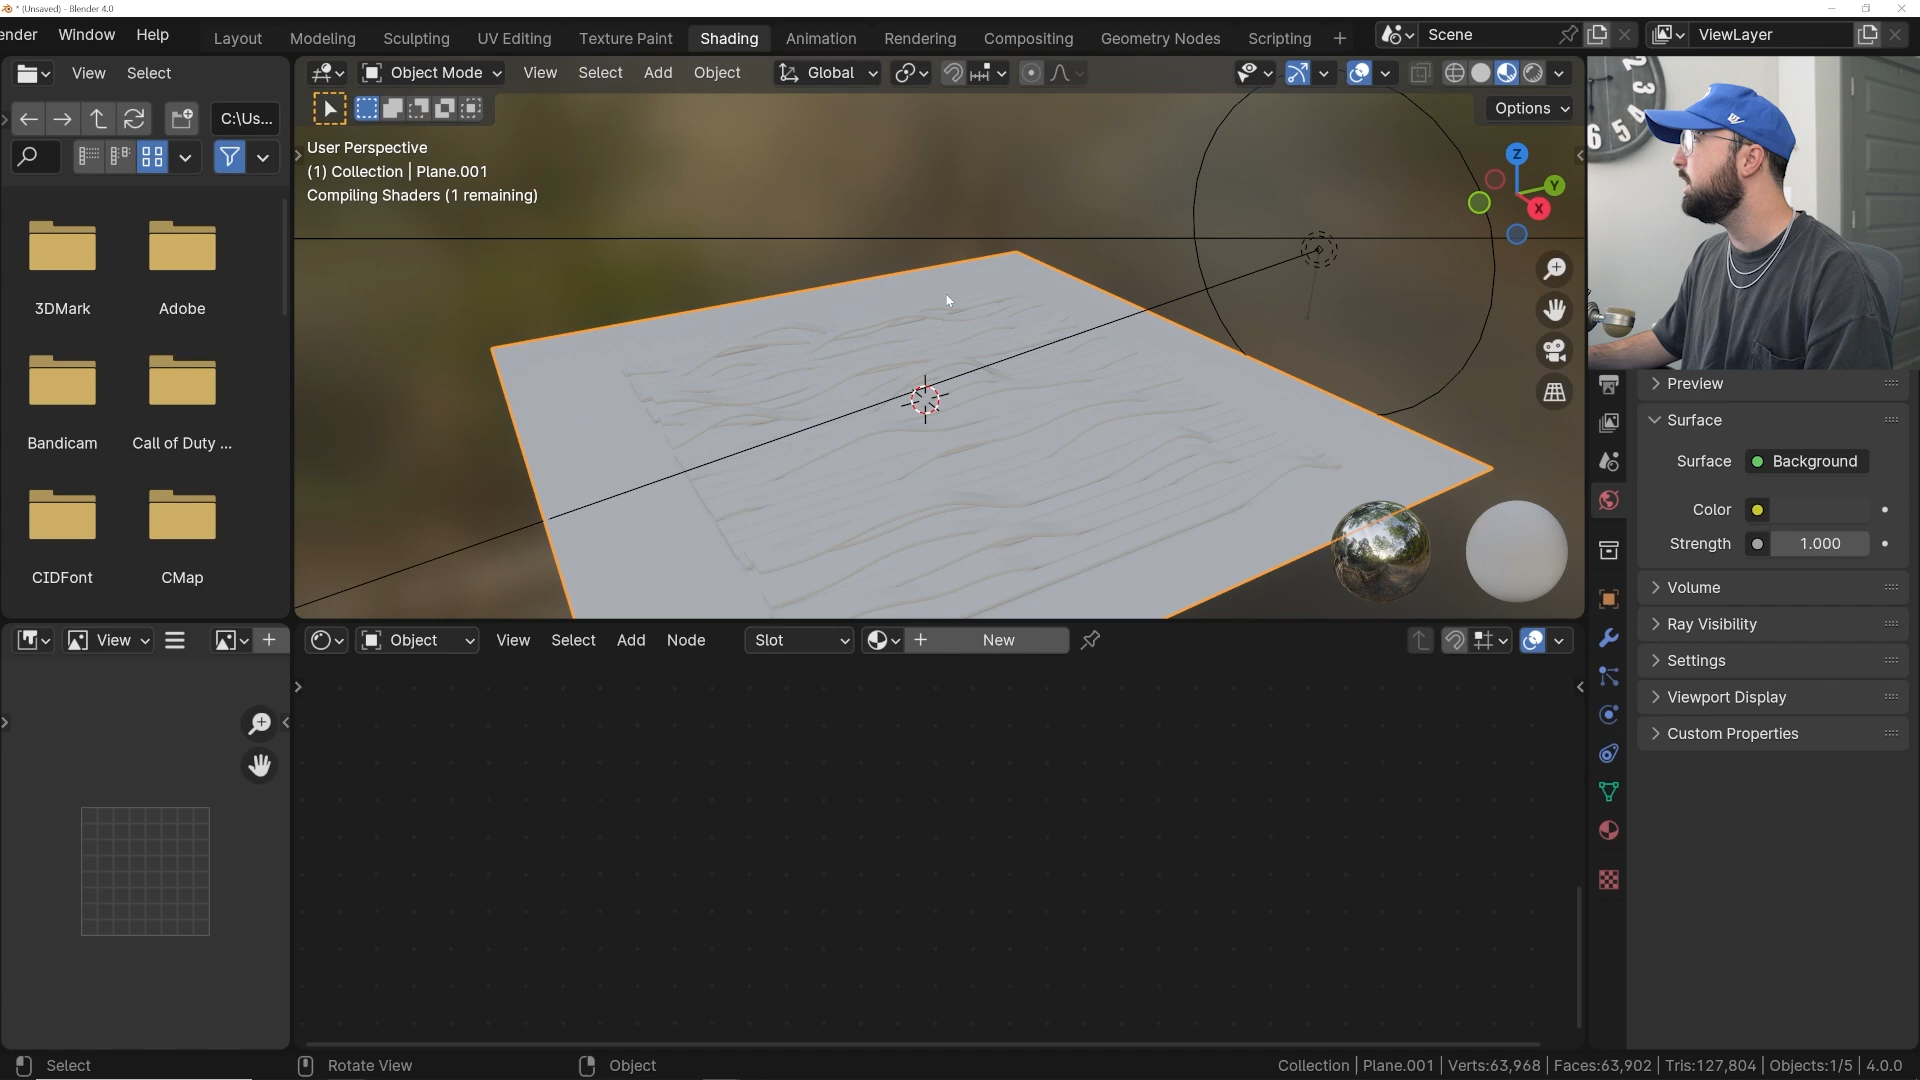 * (Unsaved) - Blender 4.0
ender Window Help
Layout Modeling Sculpting UV Editing Texture Paint Shading Animation Rendering Compositing Geometry Nodes Scripting +
Scene
ViewLayer
View Select
Object Mode View Select Add Object Global
C:\Us...
Options
User Perspective
(1) Collection | Plane.001
Compiling Shaders (1 remaining)
Z
Y
X
3DMark Adobe
Bandicam Call of Duty ...
CIDFont CMap
2
3
4
5
6
Preview
Surface
Surface Background
Color
Strength 1.000
Volume
Ray Visibility
Settings
Viewport Display
Custom Properties
View
Object View Select Add Node Slot New
Select Rotate View Object
Collection | Plane.001 | Verts:63,968 | Faces:63,902 | Tris:127,804 | Objects:1/5 | 4.0.0